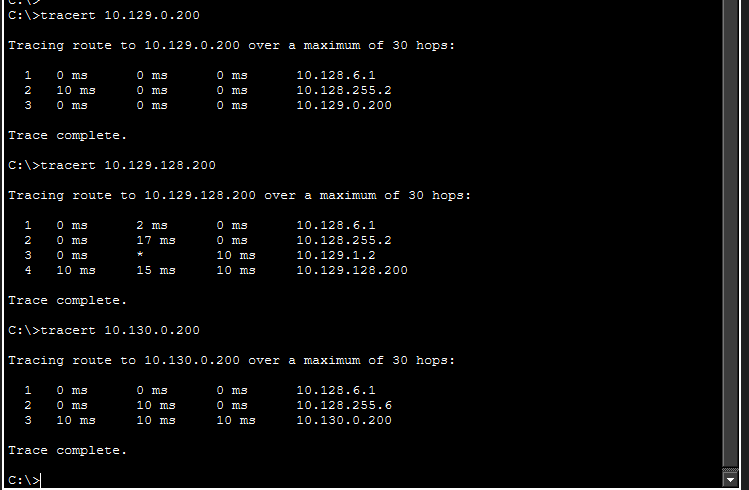 C:\>
C:\>tracert 10.129.0.200
Tracing route to 10.129.0.200 over a maximum of 30 hops:
1 0 ms 0 ms 0 ms 10.128.6.1
2 10 ms 0 ms 0 ms 10.128.255.2
3 0 ms 0 ms 0 ms 10.129.0.200
Trace complete.
C:\>tracert 10.129.128.200
Tracing route to 10.129.128.200 over a maximum of 30 hops:
1 0 ms 2 ms 0 ms 10.128.6.1
2 0 ms 17 ms 0 ms 10.128.255.2
3 0 ms * 10 ms 10.129.1.2
4 10 ms 15 ms 10 ms 10.129.128.200
Trace complete.
C:\>tracert 10.130.0.200
Tracing route to 10.130.0.200 over a maximum of 30 hops:
1 0 ms 0 ms 0 ms 10.128.6.1
2 0 ms 10 ms 0 ms 10.128.255.6
3 10 ms 10 ms 10 ms 10.130.0.200
Trace complete.
C:\>